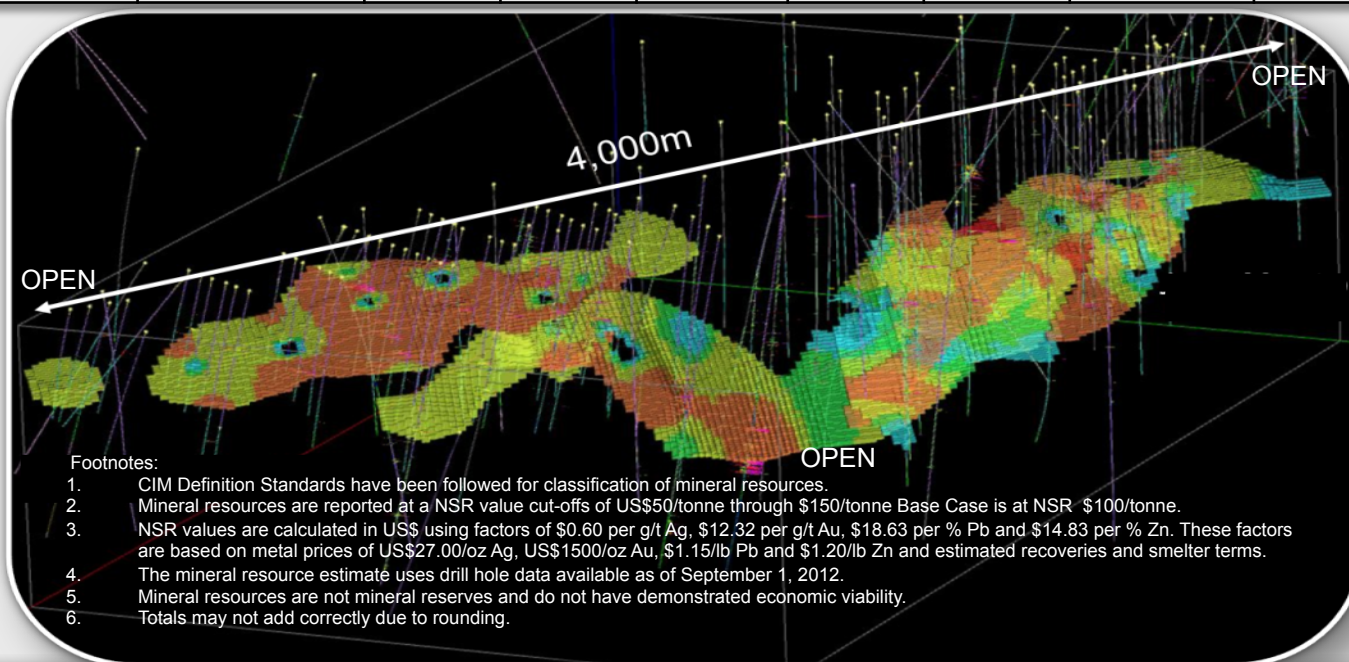 OPEN
4,000m
OPEN
OPEN
Footnotes:
1. CIM Definition Standards have been followed for classification of mineral resources.
2. Mineral resources are reported at a NSR value cut-offs of US$50/tonne through $150/tonne Base Case is at NSR $100/tonne.
3. NSR values are calculated in US$ using factors of $0.60 per g/t Ag, $12.32 per g/t Au, $18.63 per % Pb and $14.83 per % Zn. These factors
are based on metal prices of US$27.00/oz Ag, US$1500/oz Au, $1.15/lb Pb and $1.20/lb Zn and estimated recoveries and smelter terms.
4. The mineral resource estimate uses drill hole data available as of September 1, 2012.
5. Mineral resources are not mineral reserves and do not have demonstrated economic viability.
6. Totals may not add correctly due to rounding.